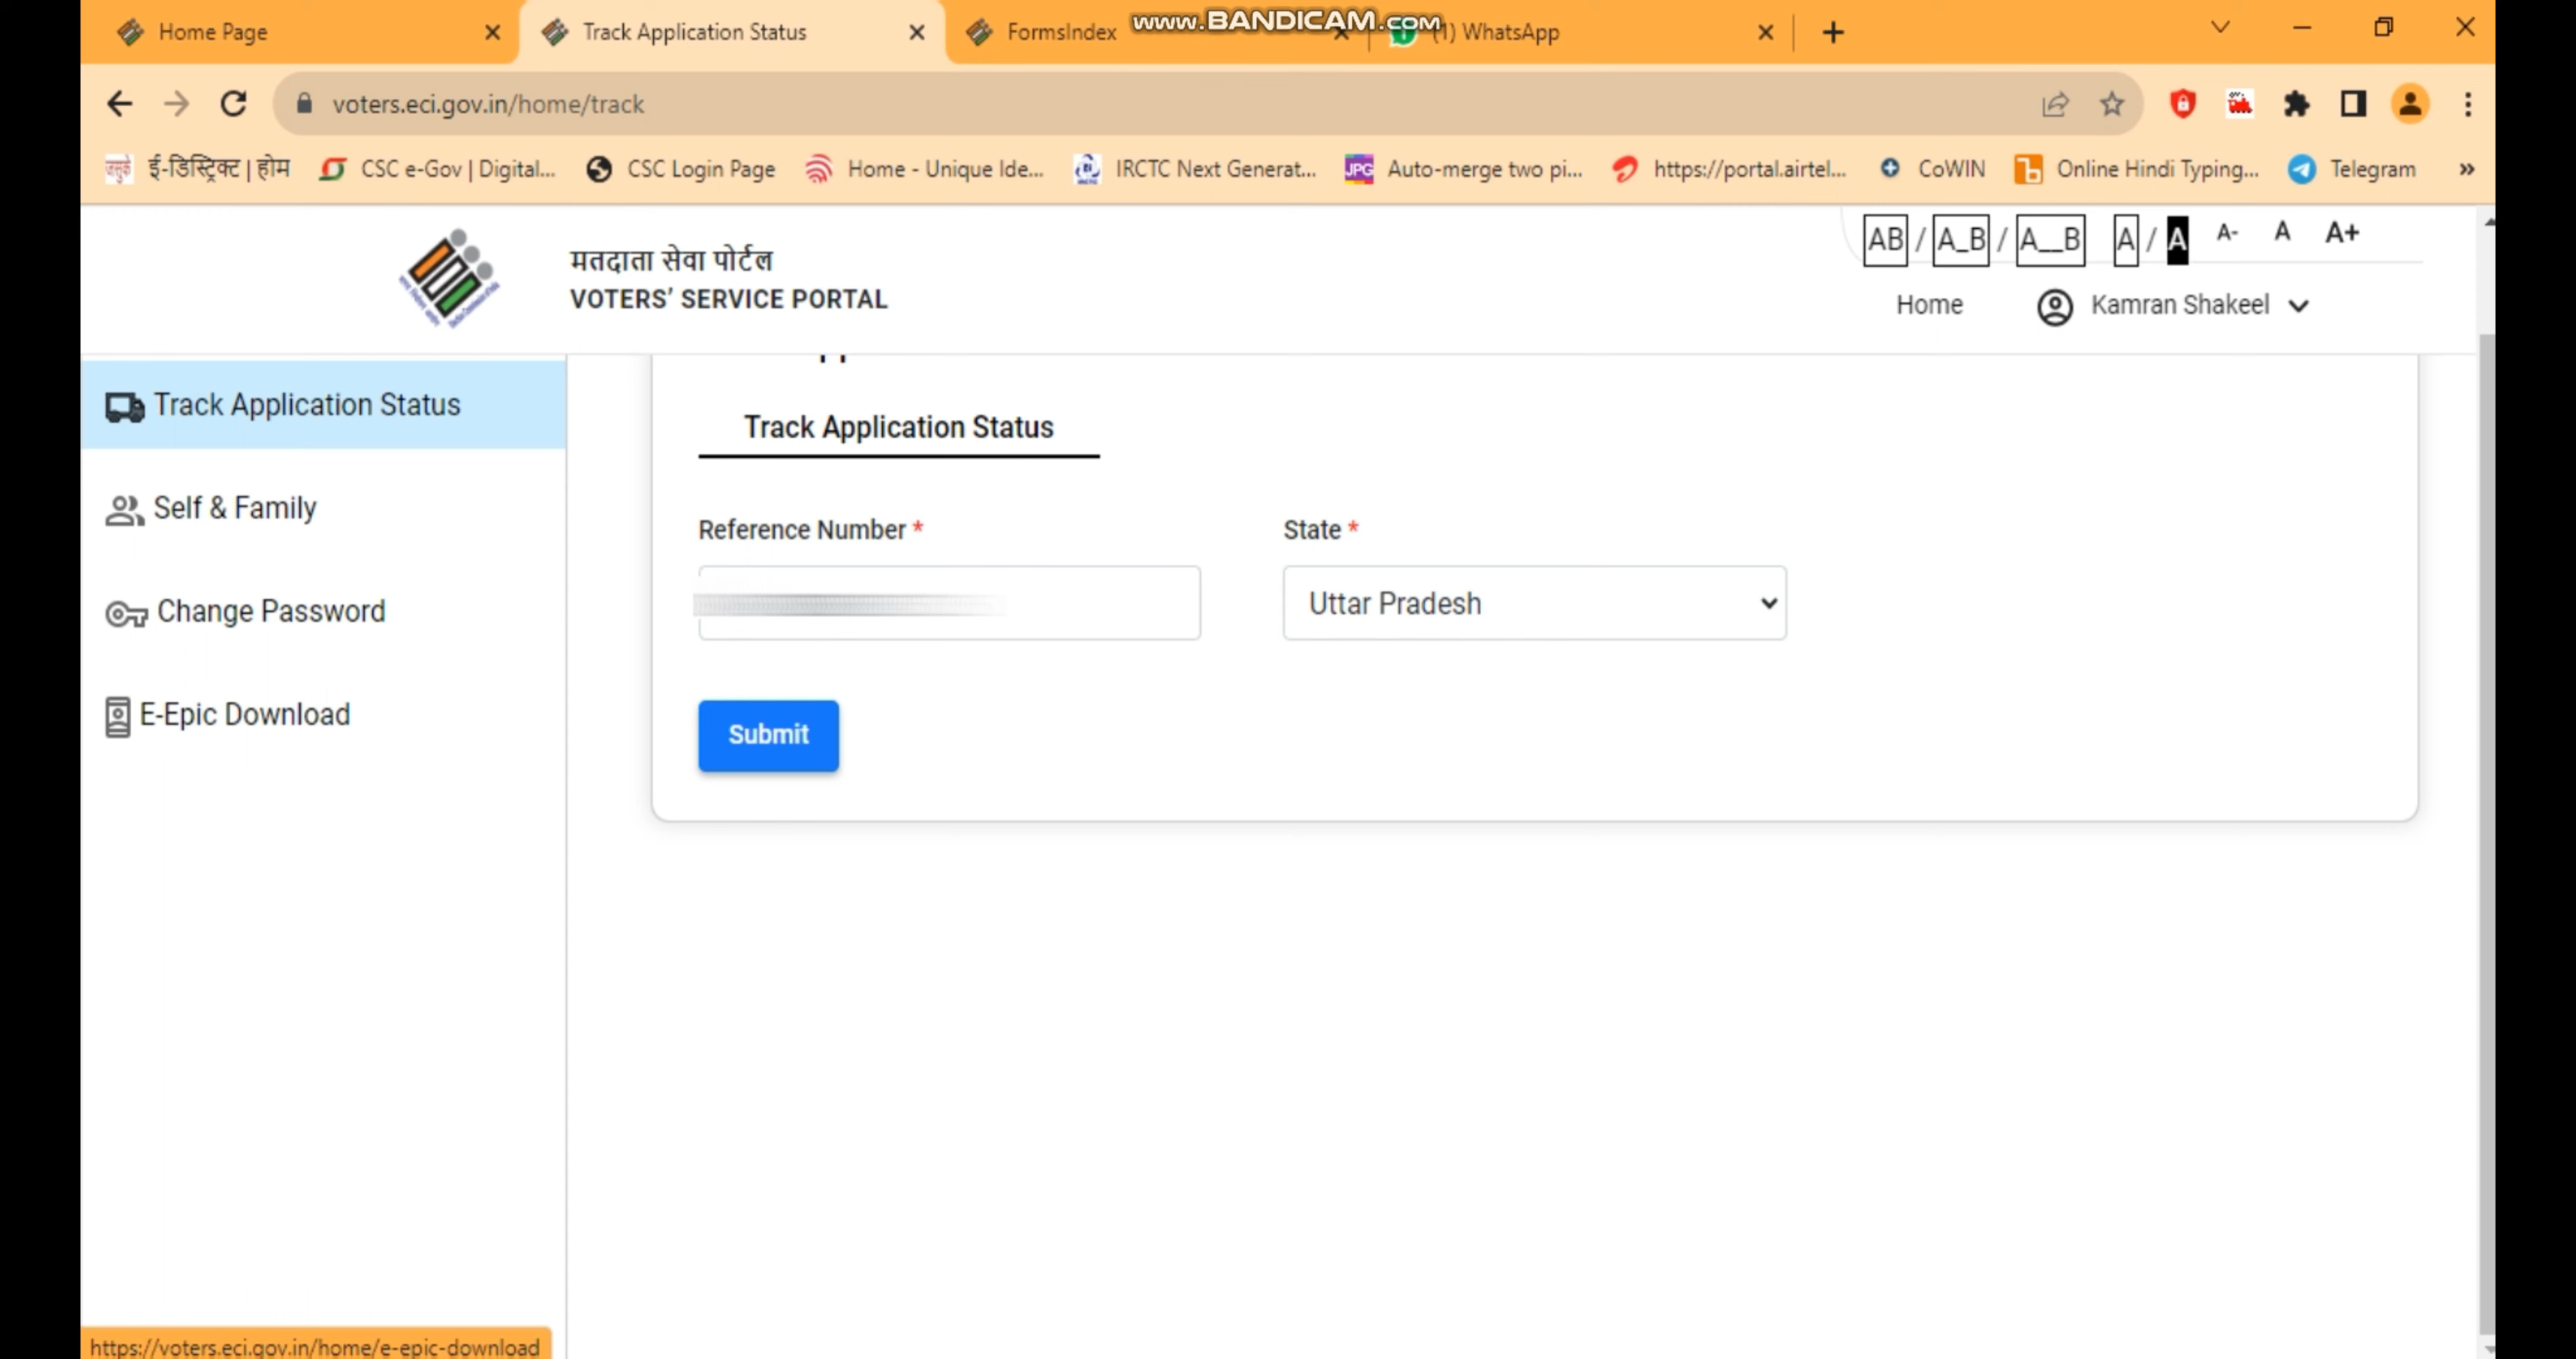 Home Page
Track Application Status
FormsIndex
www.BANDICAM.com
(1) WhatsApp
voters.eci.gov.in/home/track
ई-डिस्ट्रिक्ट | होम
CSC e-Gov | Digital...
CSC Login Page
Home - Unique Ide...
IRCTC Next Generat...
JPG
Auto-merge two pi...
https://portal.airtel...
CoWIN
Online Hindi Typing...
Telegram
»
मतदाता सेवा पोर्टल
VOTERS’ SERVICE PORTAL
AB / A_B / A__B A / A A- A A+
Home
Kamran Shakeel
Track Application Status
Self & Family
Change Password
E-Epic Download
Track Application Status
Reference Number *
State *
Uttar Pradesh
Submit
https://voters.eci.gov.in/home/e-epic-download